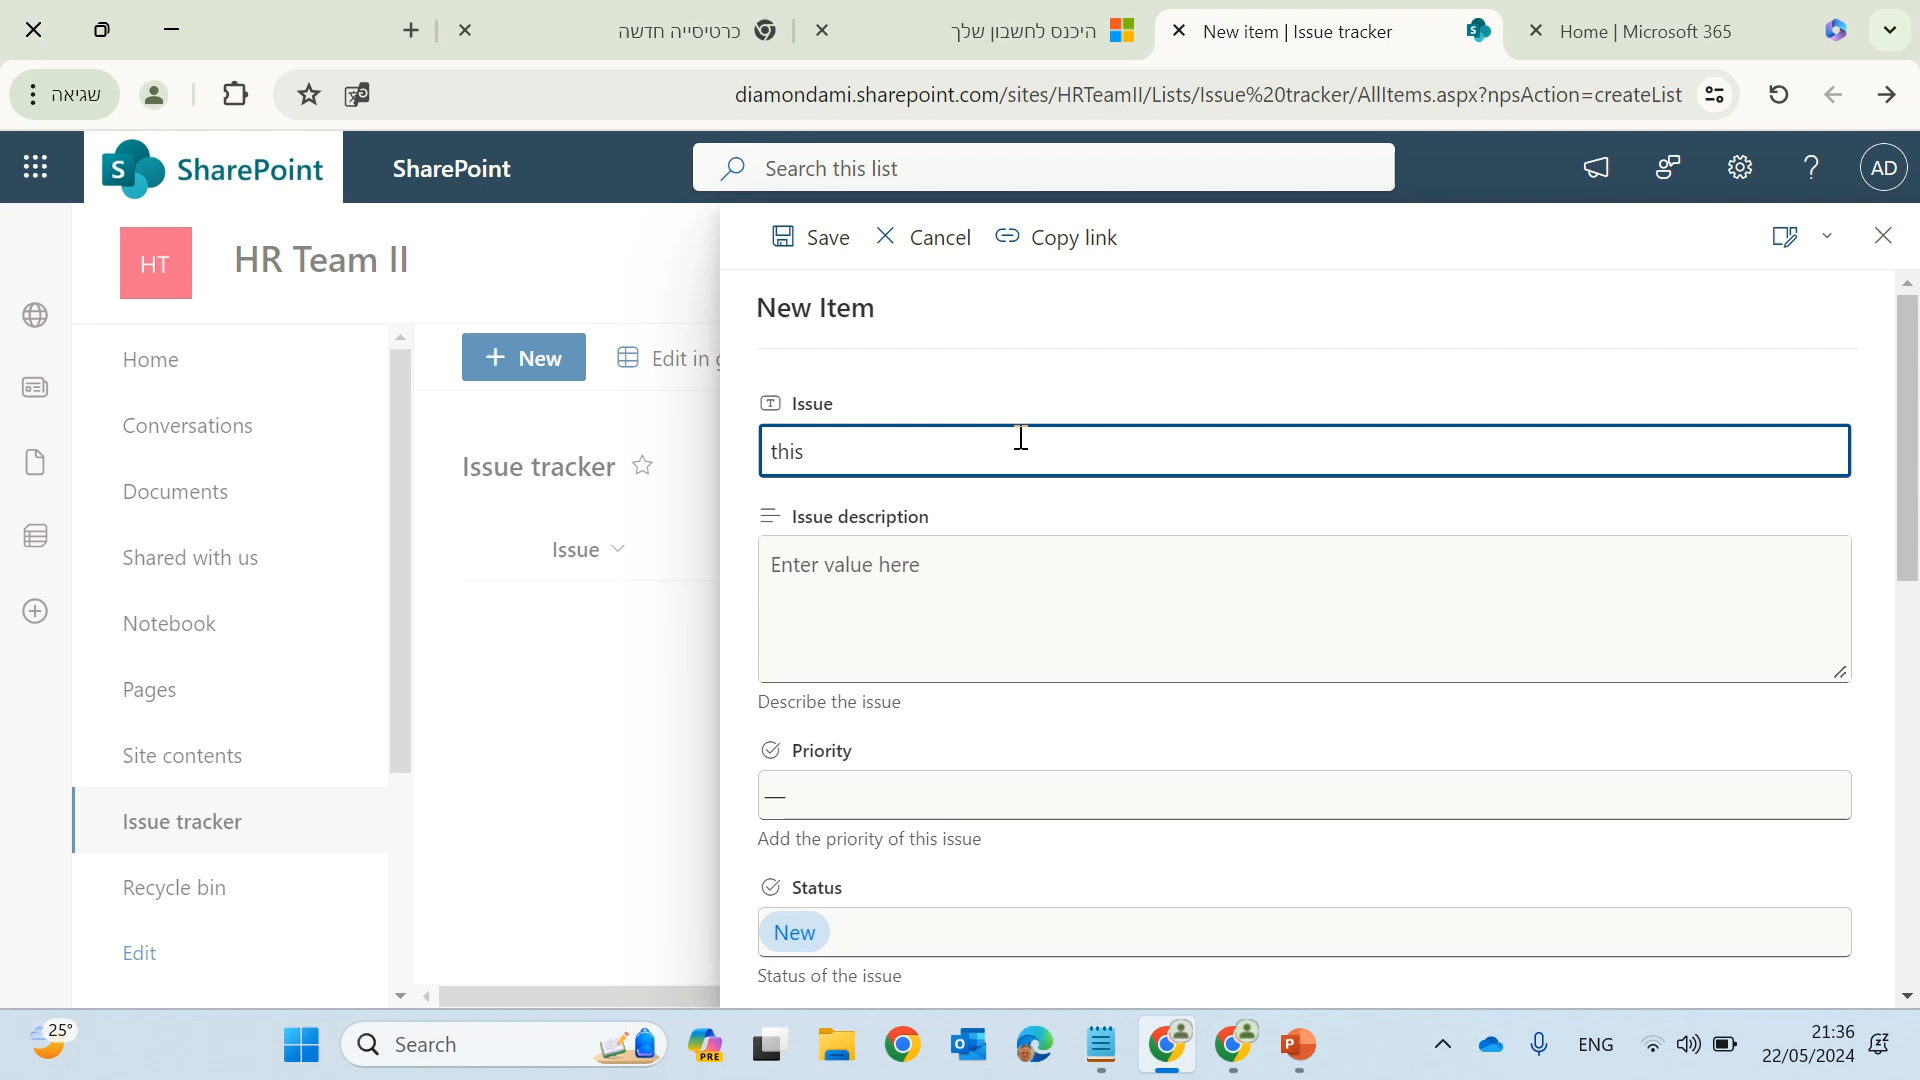 כרטיסייה חדשה
היכנס לחשבון שלך
New item | Issue tracker
Home | Microsoft 365
שגיאה
diamondami.sharepoint.com/sites/HRTeamII/Lists/Issue%20tracker/AllItems.aspx?npsAction=createList
SharePoint
SharePoint
Search this list
AD
Save
Cancel
Copy link
HT
HR Team II
New Item
Home
New
Edit in g
Issue
this
Conversations
Issue tracker
Documents
Issue description
Issue
Shared with us
Enter value here
Notebook
Pages
Describe the issue
Priority
Site contents
—
Issue tracker
Add the priority of this issue
Recycle bin
Status
New
Edit
Status of the issue
25°
Search
PRE
ENG
21:36
22/05/2024